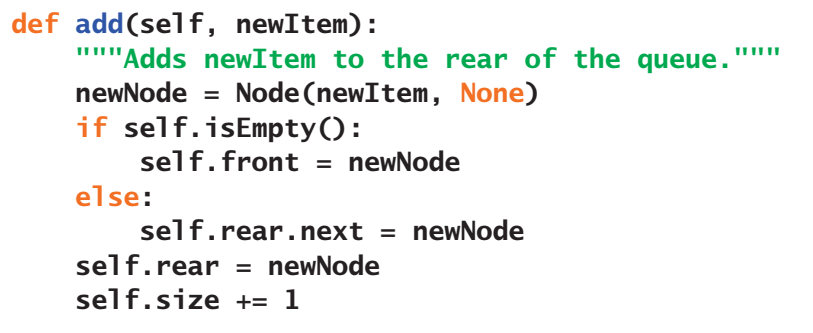 def add(self, newItem):
    """Adds newItem to the rear of the queue."""
    newNode = Node(newItem, None)
    if self.isEmpty():
        self.front = newNode
    else:
        self.rear.next = newNode
    self.rear = newNode
    self.size += 1